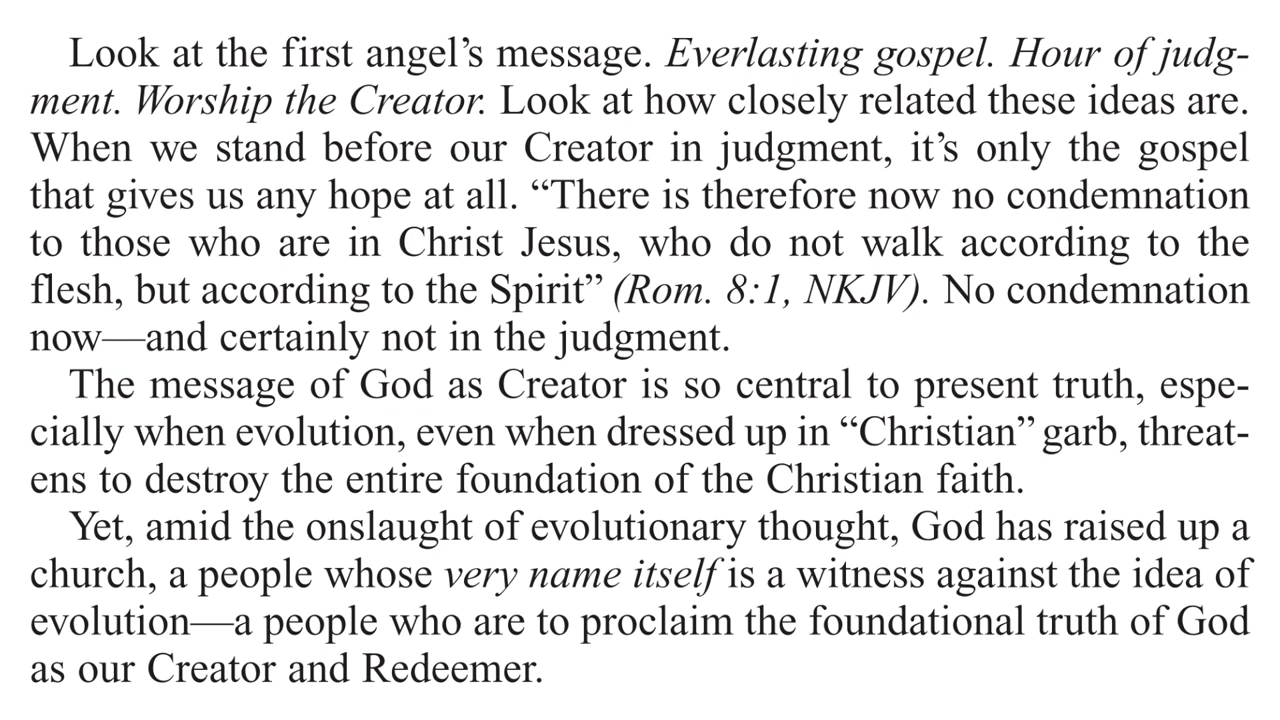 Look at the first angel’s message. Everlasting gospel. Hour of judg-
ment. Worship the Creator. Look at how closely related these ideas are.
When we stand before our Creator in judgment, it’s only the gospel
that gives us any hope at all. “There is therefore now no condemnation
to those who are in Christ Jesus, who do not walk according to the
flesh, but according to the Spirit” (Rom. 8:1, NKJV). No condemnation
now—and certainly not in the judgment.
The message of God as Creator is so central to present truth, espe-
cially when evolution, even when dressed up in “Christian” garb, threat-
ens to destroy the entire foundation of the Christian faith.
Yet, amid the onslaught of evolutionary thought, God has raised up a
church, a people whose very name itself is a witness against the idea of
evolution—a people who are to proclaim the foundational truth of God
as our Creator and Redeemer.